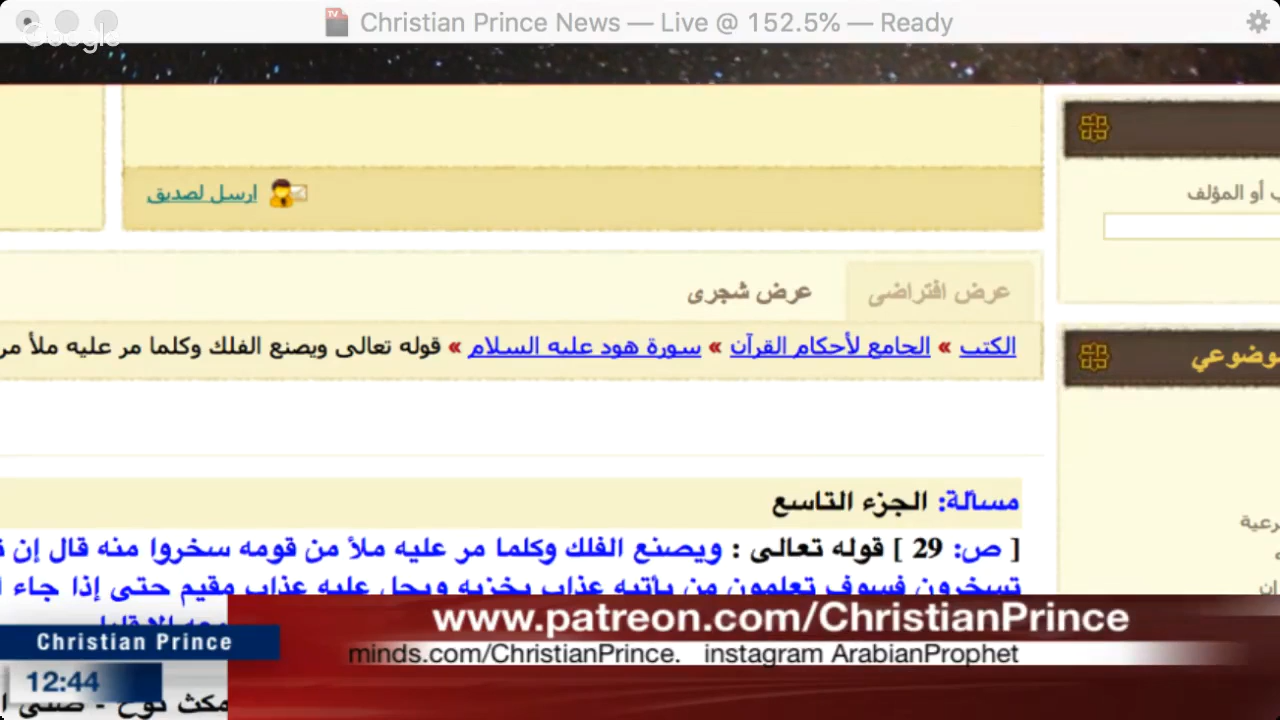 Christian Prince News — Live @ 152.5% — Ready
Google
ارسل لصديق
أو المؤلف
عرض افتراضي
عرض شجري
الكتب » الجامع لأحكام القرآن » سورة هود عليه السلام » قوله تعالى ويصنع الفلك وكلما مر عليه ملأ
مسألة: الجزء التاسع
[ ص: 29 ] قوله تعالى : ويصنع الفلك وكلما مر عليه ملأ من قومه سخروا منه قال إن
تسخرون فسوف تعلمون من يأتيه عذاب يخزيه ويحل عليه عذاب مقيم حتى إذا جاء
www.patreon.com/ChristianPrince
Christian Prince
minds.com/ChristianPrince. instagram ArabianProphet
12:44
مكث نوح - صلى